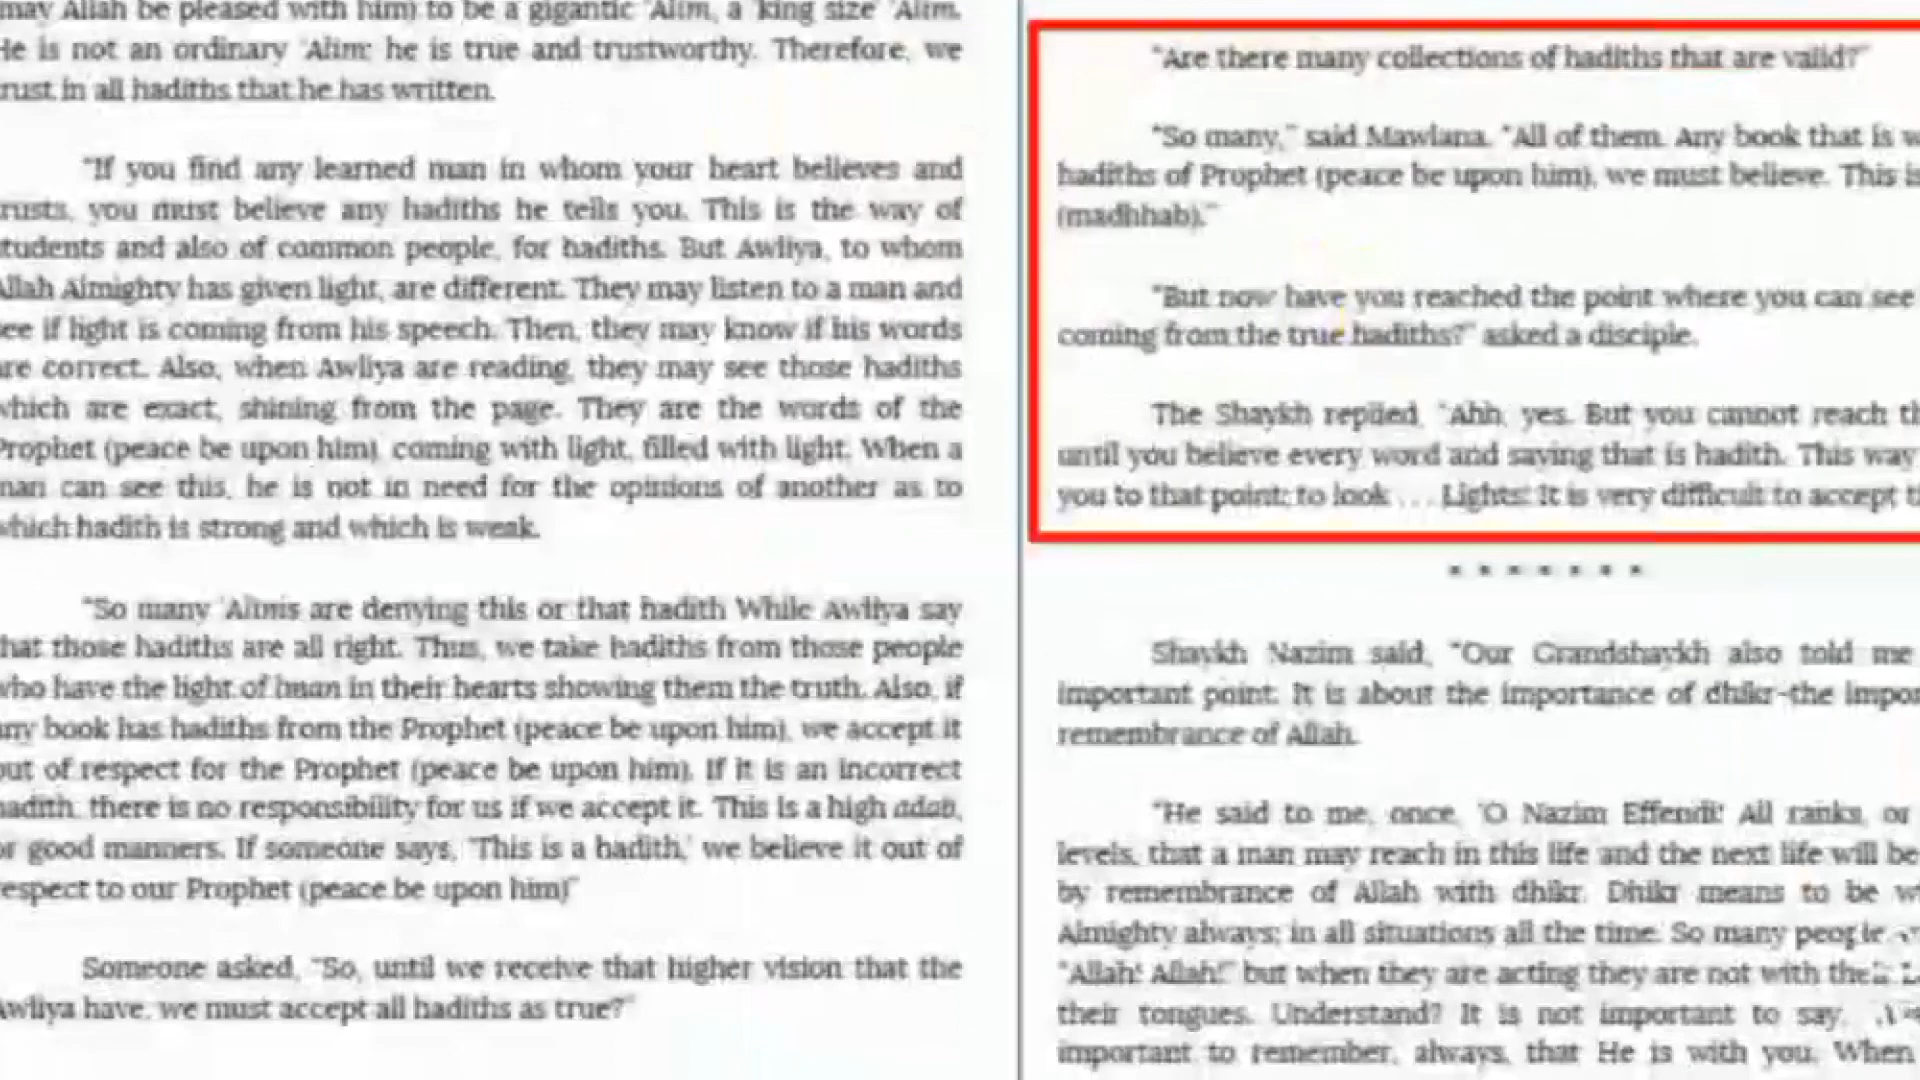 may Allah be pleased with him) to be a gigantic 'Alim, a 'king size' 'Alim.
He is not an ordinary 'Alim: he is true and trustworthy. Therefore, we
rust in all hadiths that he has written.
"If you find any learned man in whom your heart believes and
rusts, you must believe any hadiths he tells you. This is the way of
tudents and also of common people, for hadiths. But Awliya, to whom
Allah Almighty has given light, are different. They may listen to a man and
ee if light is coming from his speech. Then, they may know if his words
re correct. Also, when Awliya are reading, they may see those hadiths
which are exact, shining from the page. They are the words of the
Prophet (peace be upon him), coming with light, filled with light. When a
man can see this, he is not in need for the opinions of another as to
which hadith is strong and which is weak.
"So many 'Alims are denying this or that hadith While Awliya say
hat those hadiths are all right. Thus, we take hadiths from those people
who have the light of Iman in their hearts showing them the truth. Also, if
any book has hadiths from the Prophet (peace be upon him), we accept it
out of respect for the Prophet (peace be upon him). If it is an incorrect
hadith, there is no responsibility for us if we accept it. This is a high adab,
or good manners. If someone says, 'This is a hadith,' we believe it out of
espect to our Prophet (peace be upon him)"
Someone asked, "So, until we receive that higher vision that the
Awliya have, we must accept all hadiths as true?"
"Are there many collections of hadiths that are valid?"
"So many," said Mawlana. "All of them. Any book that is w
hadiths of Prophet (peace be upon him), we must believe. This is
(madhhab)."
"But now have you reached the point where you can see
coming from the true hadiths?" asked a disciple.
The Shaykh replied, "Ahh, yes. But you cannot reach th
until you believe every word and saying that is hadith. This way
you to that point; to look . . . Lights! It is very difficult to accept t
• • • • • • •
Shaykh Nazim said, "Our Grandshaykh also told me
important point. It is about the importance of dhikr-the impor
remembrance of Allah.
"He said to me, once, 'O Nazim Effendi! All ranks, or
levels, that a man may reach in this life and the next life will be
by remembrance of Allah with dhikr. Dhikr means to be w
Almighty always; in all situations all the time. So many people
"Allah! Allah!" but when they are acting they are not with
their tongues. Understand? It is not important to say,
important to remember, always, that He is with you. When